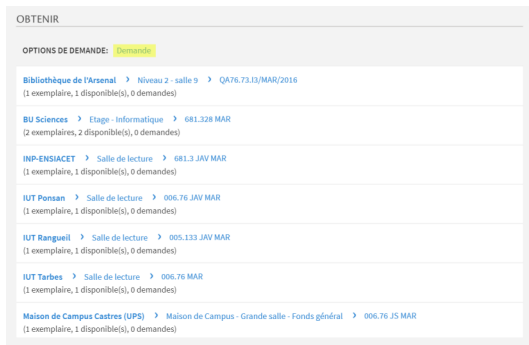 OBTENIR
OPTIONS DE DEMANDE: Demande
Bibliothèque de l'Arsenal > Niveau 2 - salle 9 > QA76.73.I3/MAR/2016
(1 exemplaire, 1 disponible(s), 0 demandes)
BU Sciences > Etage - Informatique > 681.328 MAR
(2 exemplaires, 2 disponible(s), 0 demandes)
INP-ENSIACET > Salle de lecture > 681.3 JAV MAR
(1 exemplaire, 1 disponible(s), 0 demandes)
IUT Ponsan > Salle de lecture > 006.76 JAV MAR
(1 exemplaire, 1 disponible(s), 0 demandes)
IUT Rangueil > Salle de lecture > 005.133 JAV MAR
(1 exemplaire, 1 disponible(s), 0 demandes)
IUT Tarbes > Salle de lecture > 006.76 MAR
(1 exemplaire, 1 disponible(s), 0 demandes)
Maison de Campus Castres (UPS) > Maison de Campus - Grande salle - Fonds général > 006.76 JS MAR
(1 exemplaire, 1 disponible(s), 0 demandes)